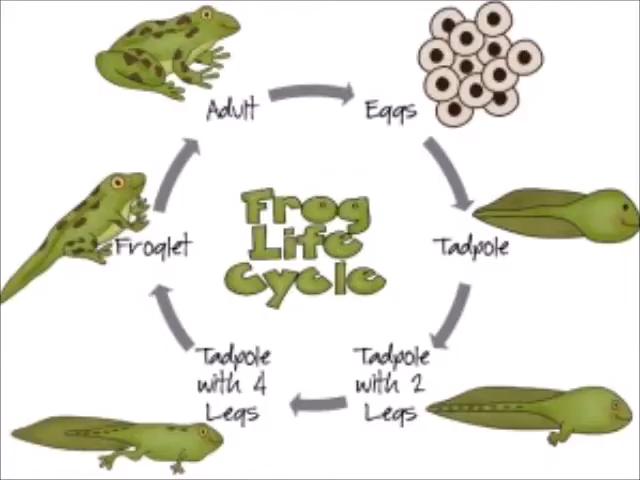 Adult
Eggs
Frog
Life
Cycle
Froglet
Tadpole
Tadpole
with 4
Legs
Tadpole
with 2
Legs